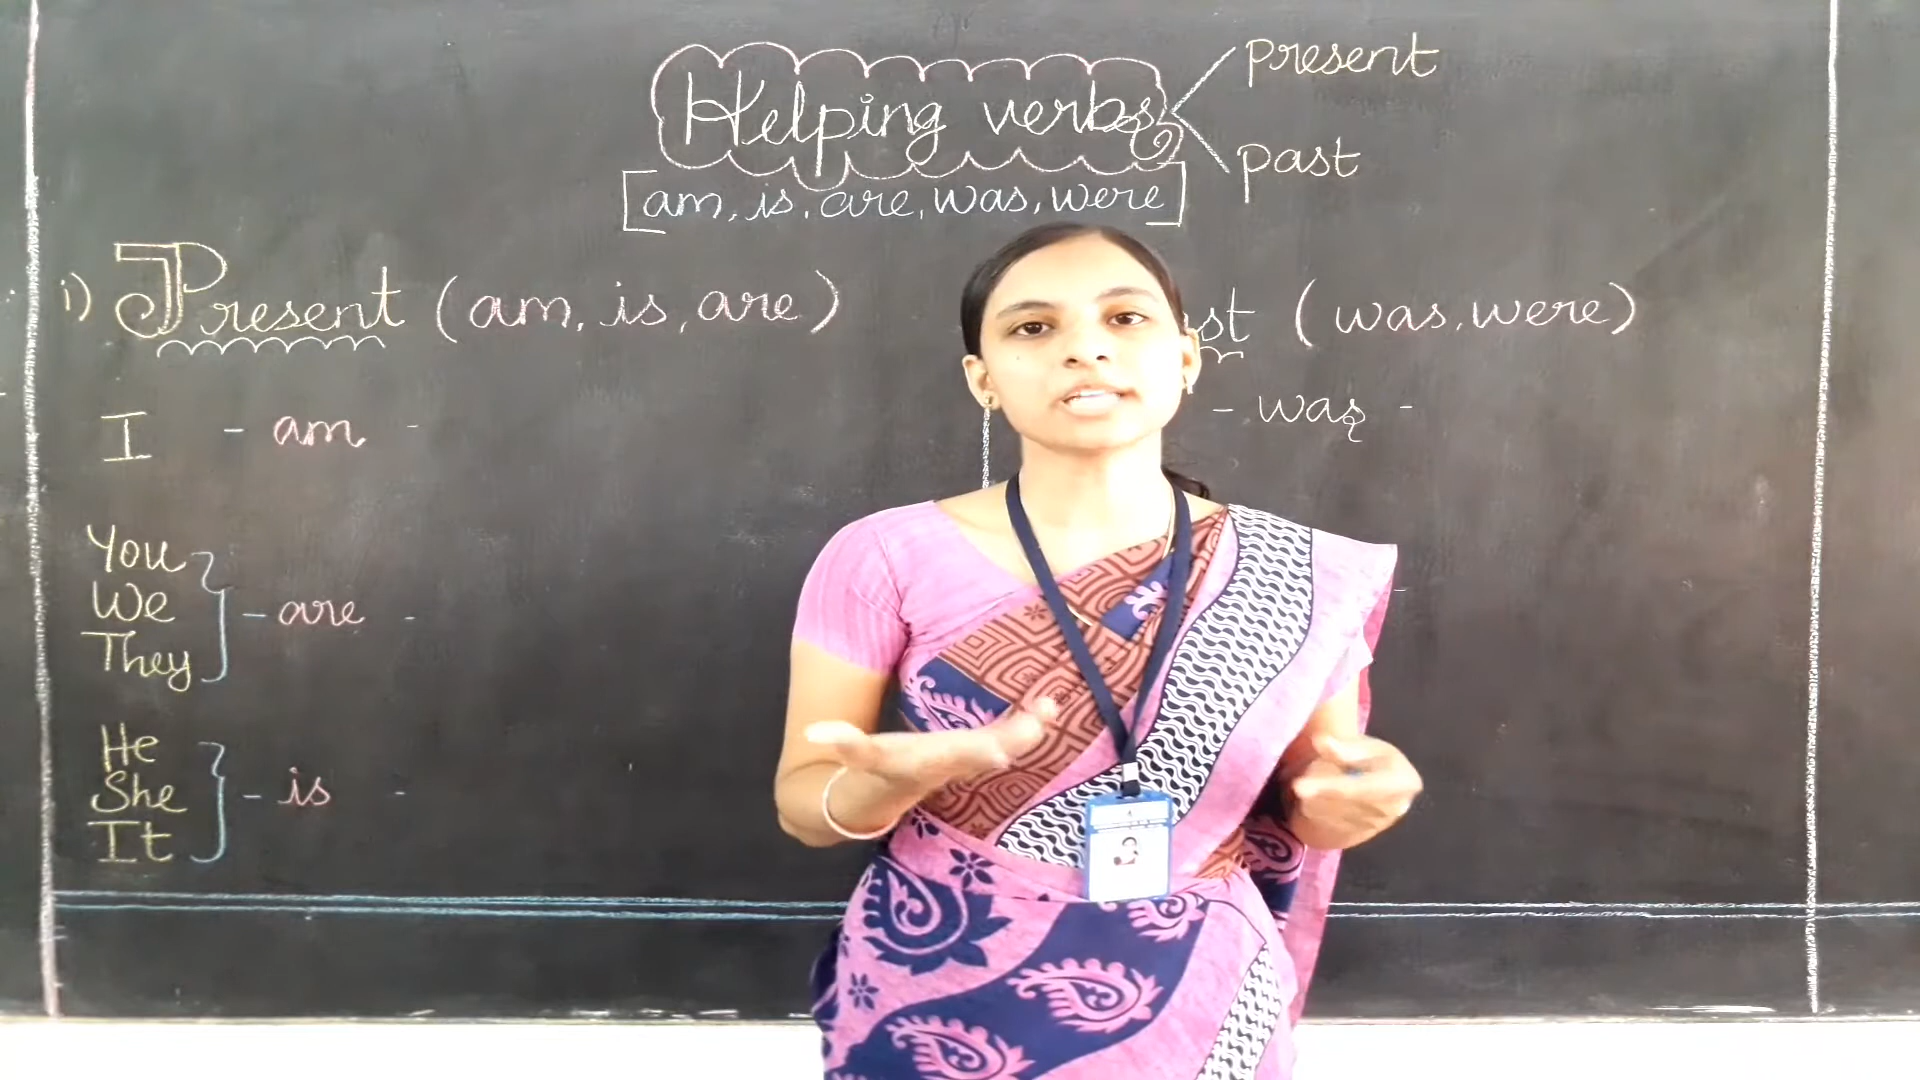 Helping verbs
present
past
[am, is, are, was, were]
i) Present (am, is, are)
st (was, were)
I - am -
- was -
You
We
They
- are -
He
She
It
- is -